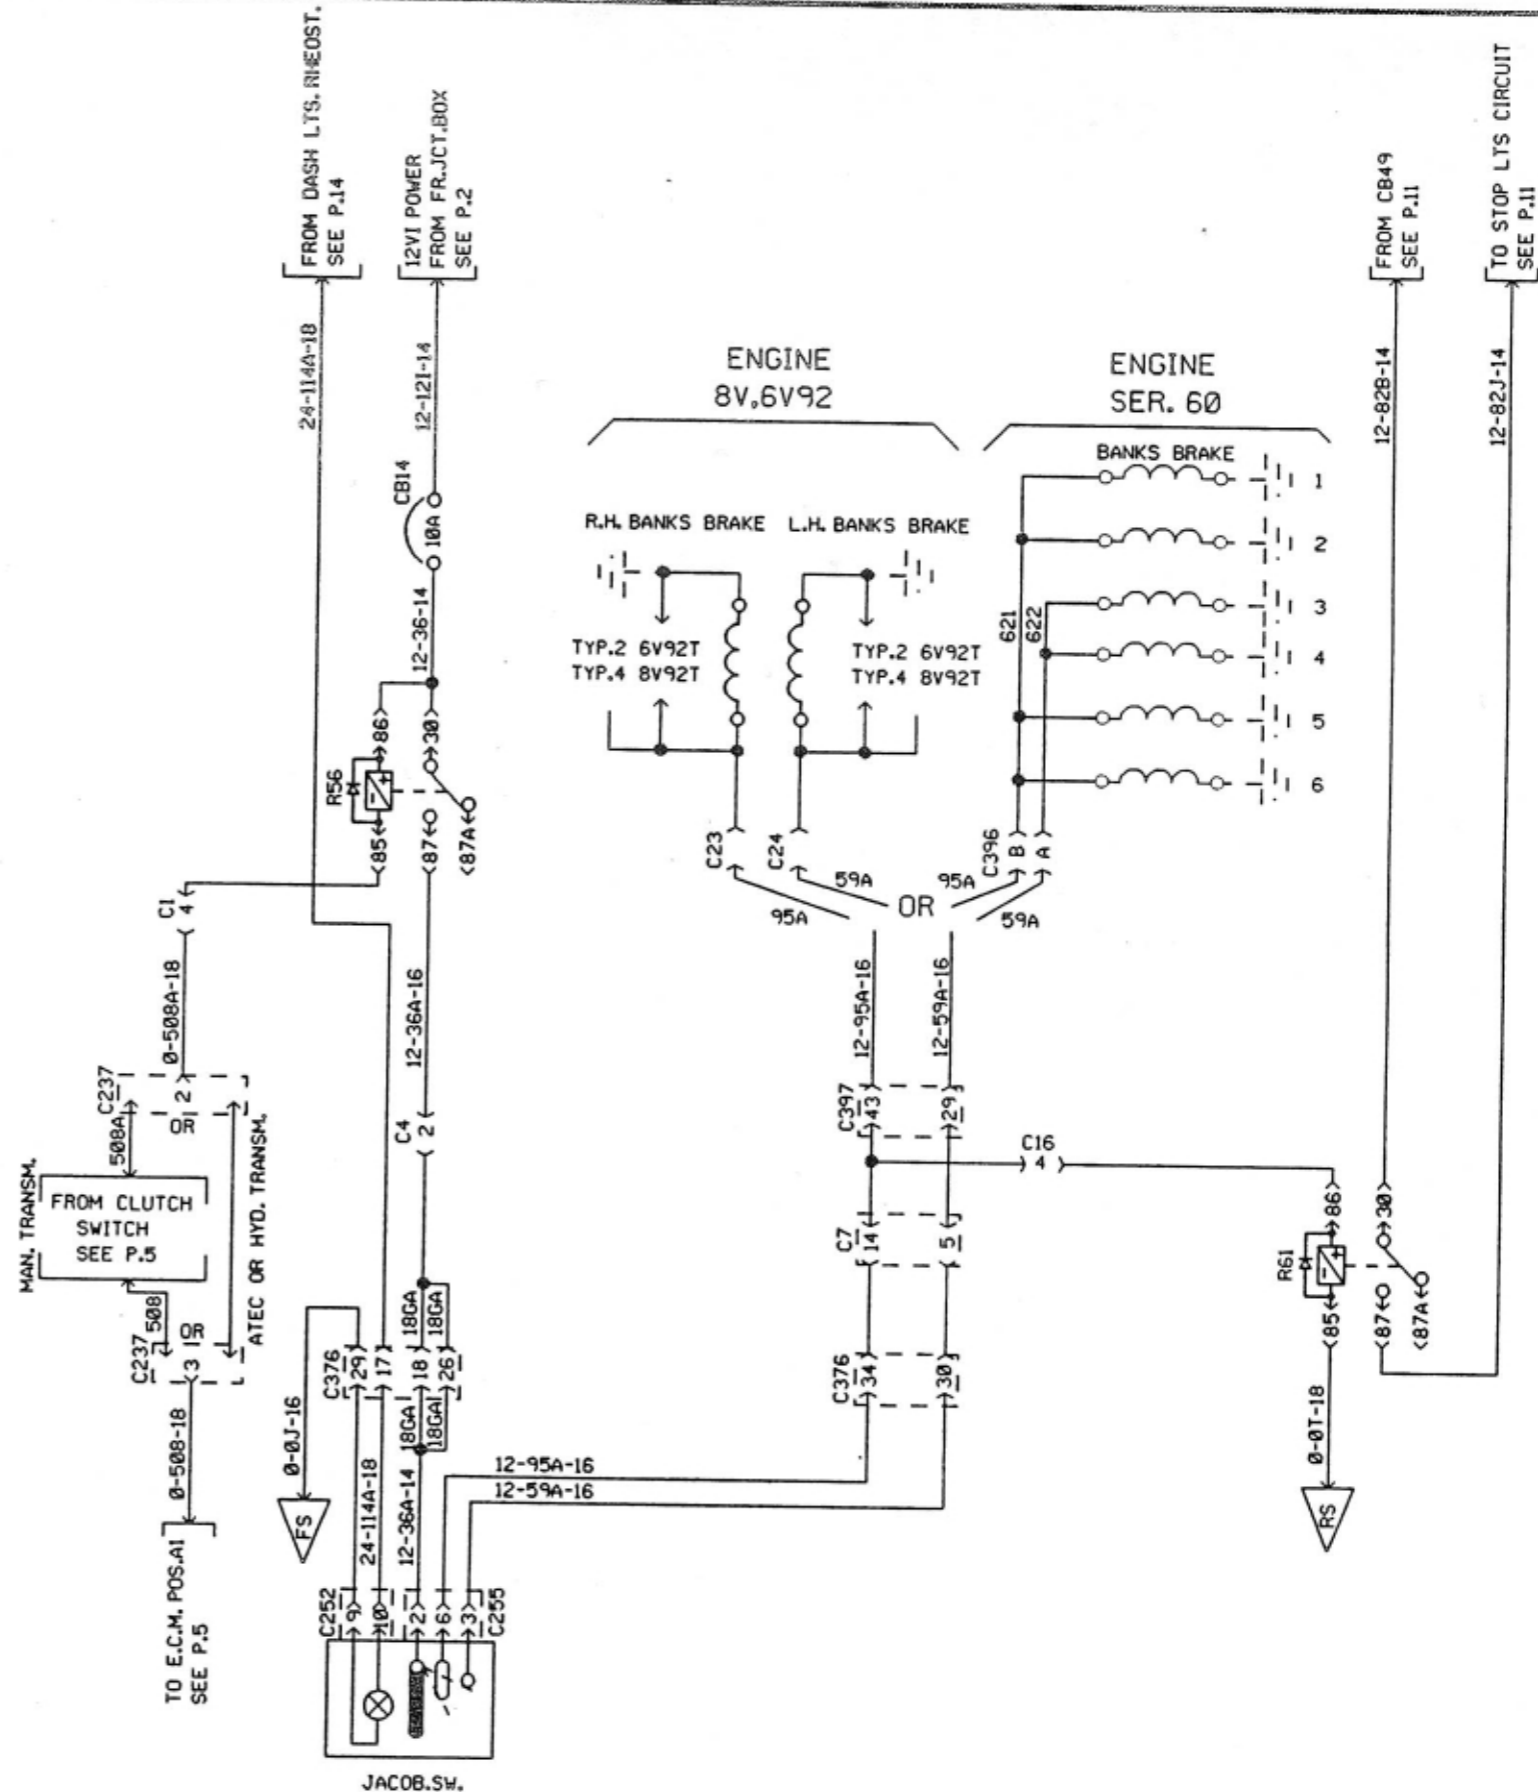 FROM DASH LTS. RHEOST.
SEE P.14
12VI POWER
FROM FR.JCT.BOX
SEE P.2
FROM CB49
SEE P.11
TO STOP LTS CIRCUIT
SEE P.11
24-114A-18
12-121-14
12-82B-14
12-82J-14
ENGINE
8V,6V92
ENGINE
SER. 60
CB14
10A
12-36-14
BANKS BRAKE
1
R.H. BANKS BRAKE
L.H. BANKS BRAKE
2
3
621
622
TYP.2 6V92T
TYP.4 8V92T
TYP.2 6V92T
TYP.4 8V92T
4
5
6
R56
86
30
85
87
87A
C23
C24
C396
B
A
95A
59A
OR
95A
59A
C1
4
0-508A-18
12-36A-16
12-95A-16
12-59A-16
C237
2
508A
OR
C4
2
C397
43
29
C16
4
MAN. TRANSM.
FROM CLUTCH
SWITCH
SEE P.5
ATEC OR HYD. TRANSM.
C7
14
5
R61
86
30
85
87
87A
508
C237
3
OR
0-0J-16
C376
29
17
18
26
18GA
18GA
18GA
18GA
C376
34
30
0-508-18
24-114A-18
12-36A-14
12-95A-16
12-59A-16
0-0T-18
FS
RS
TO E.C.M. POS.A1
SEE P.5
C252
9
10
2
6
3
C255
JACOB.SW.